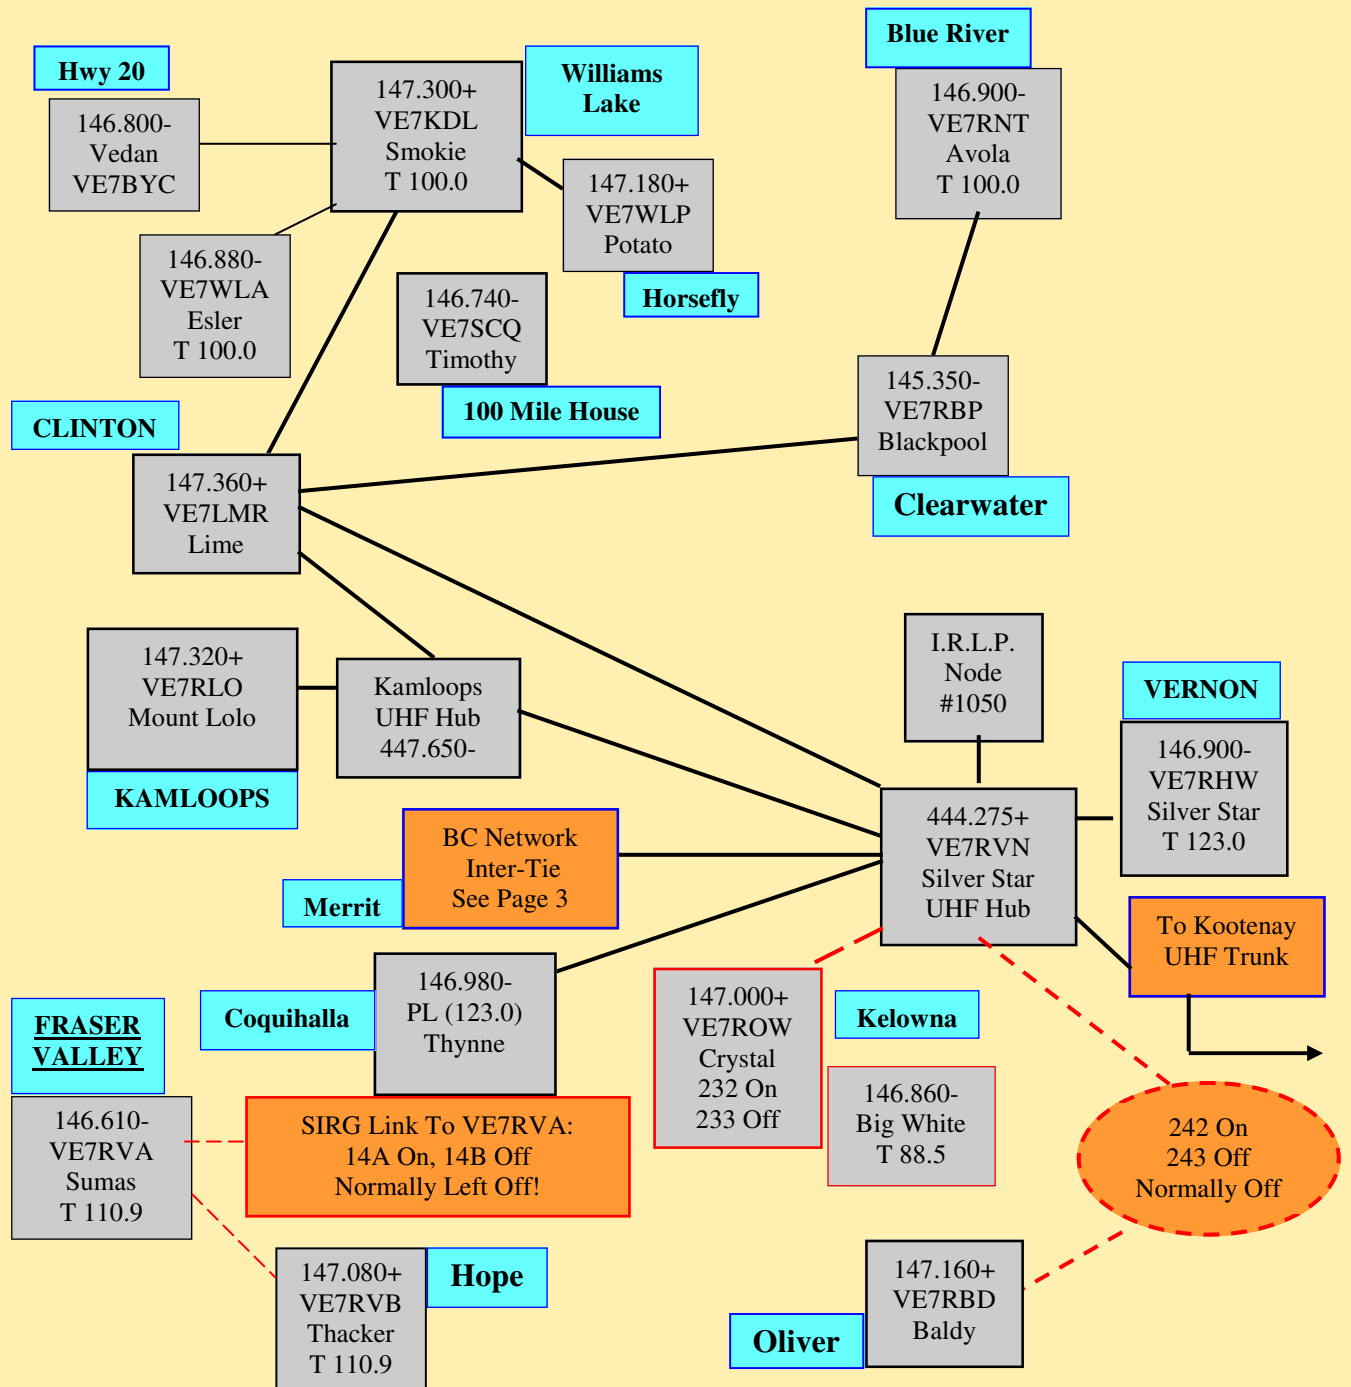 Hwy 20
146.800-
Vedan
VE7BYC
147.300+
VE7KDL
Smokie
T 100.0
Williams
Lake
Blue River
146.900-
VE7RNT
Avola
T 100.0
147.180+
VE7WLP
Potato
Horsefly
146.880-
VE7WLA
Esler
T 100.0
146.740-
VE7SCQ
Timothy
100 Mile House
145.350-
VE7RBP
Blackpool
Clearwater
CLINTON
147.360+
VE7LMR
Lime
147.320+
VE7RLO
Mount Lolo
KAMLOOPS
Kamloops
UHF Hub
447.650-
I.R.L.P.
Node
#1050
VERNON
146.900-
VE7RHW
Silver Star
T 123.0
444.275+
VE7RVN
Silver Star
UHF Hub
BC Network
Inter-Tie
See Page 3
Merrit
To Kootenay
UHF Trunk
146.980-
PL (123.0)
Thynne
Coquihalla
147.000+
VE7ROW
Crystal
232 On
233 Off
Kelowna
146.860-
Big White
T 88.5
FRASER
VALLEY
146.610-
VE7RVA
Sumas
T 110.9
SIRG Link To VE7RVA:
14A On, 14B Off
Normally Left Off!
242 On
243 Off
Normally Off
147.080+
VE7RVB
Thacker
T 110.9
Hope
147.160+
VE7RBD
Baldy
Oliver